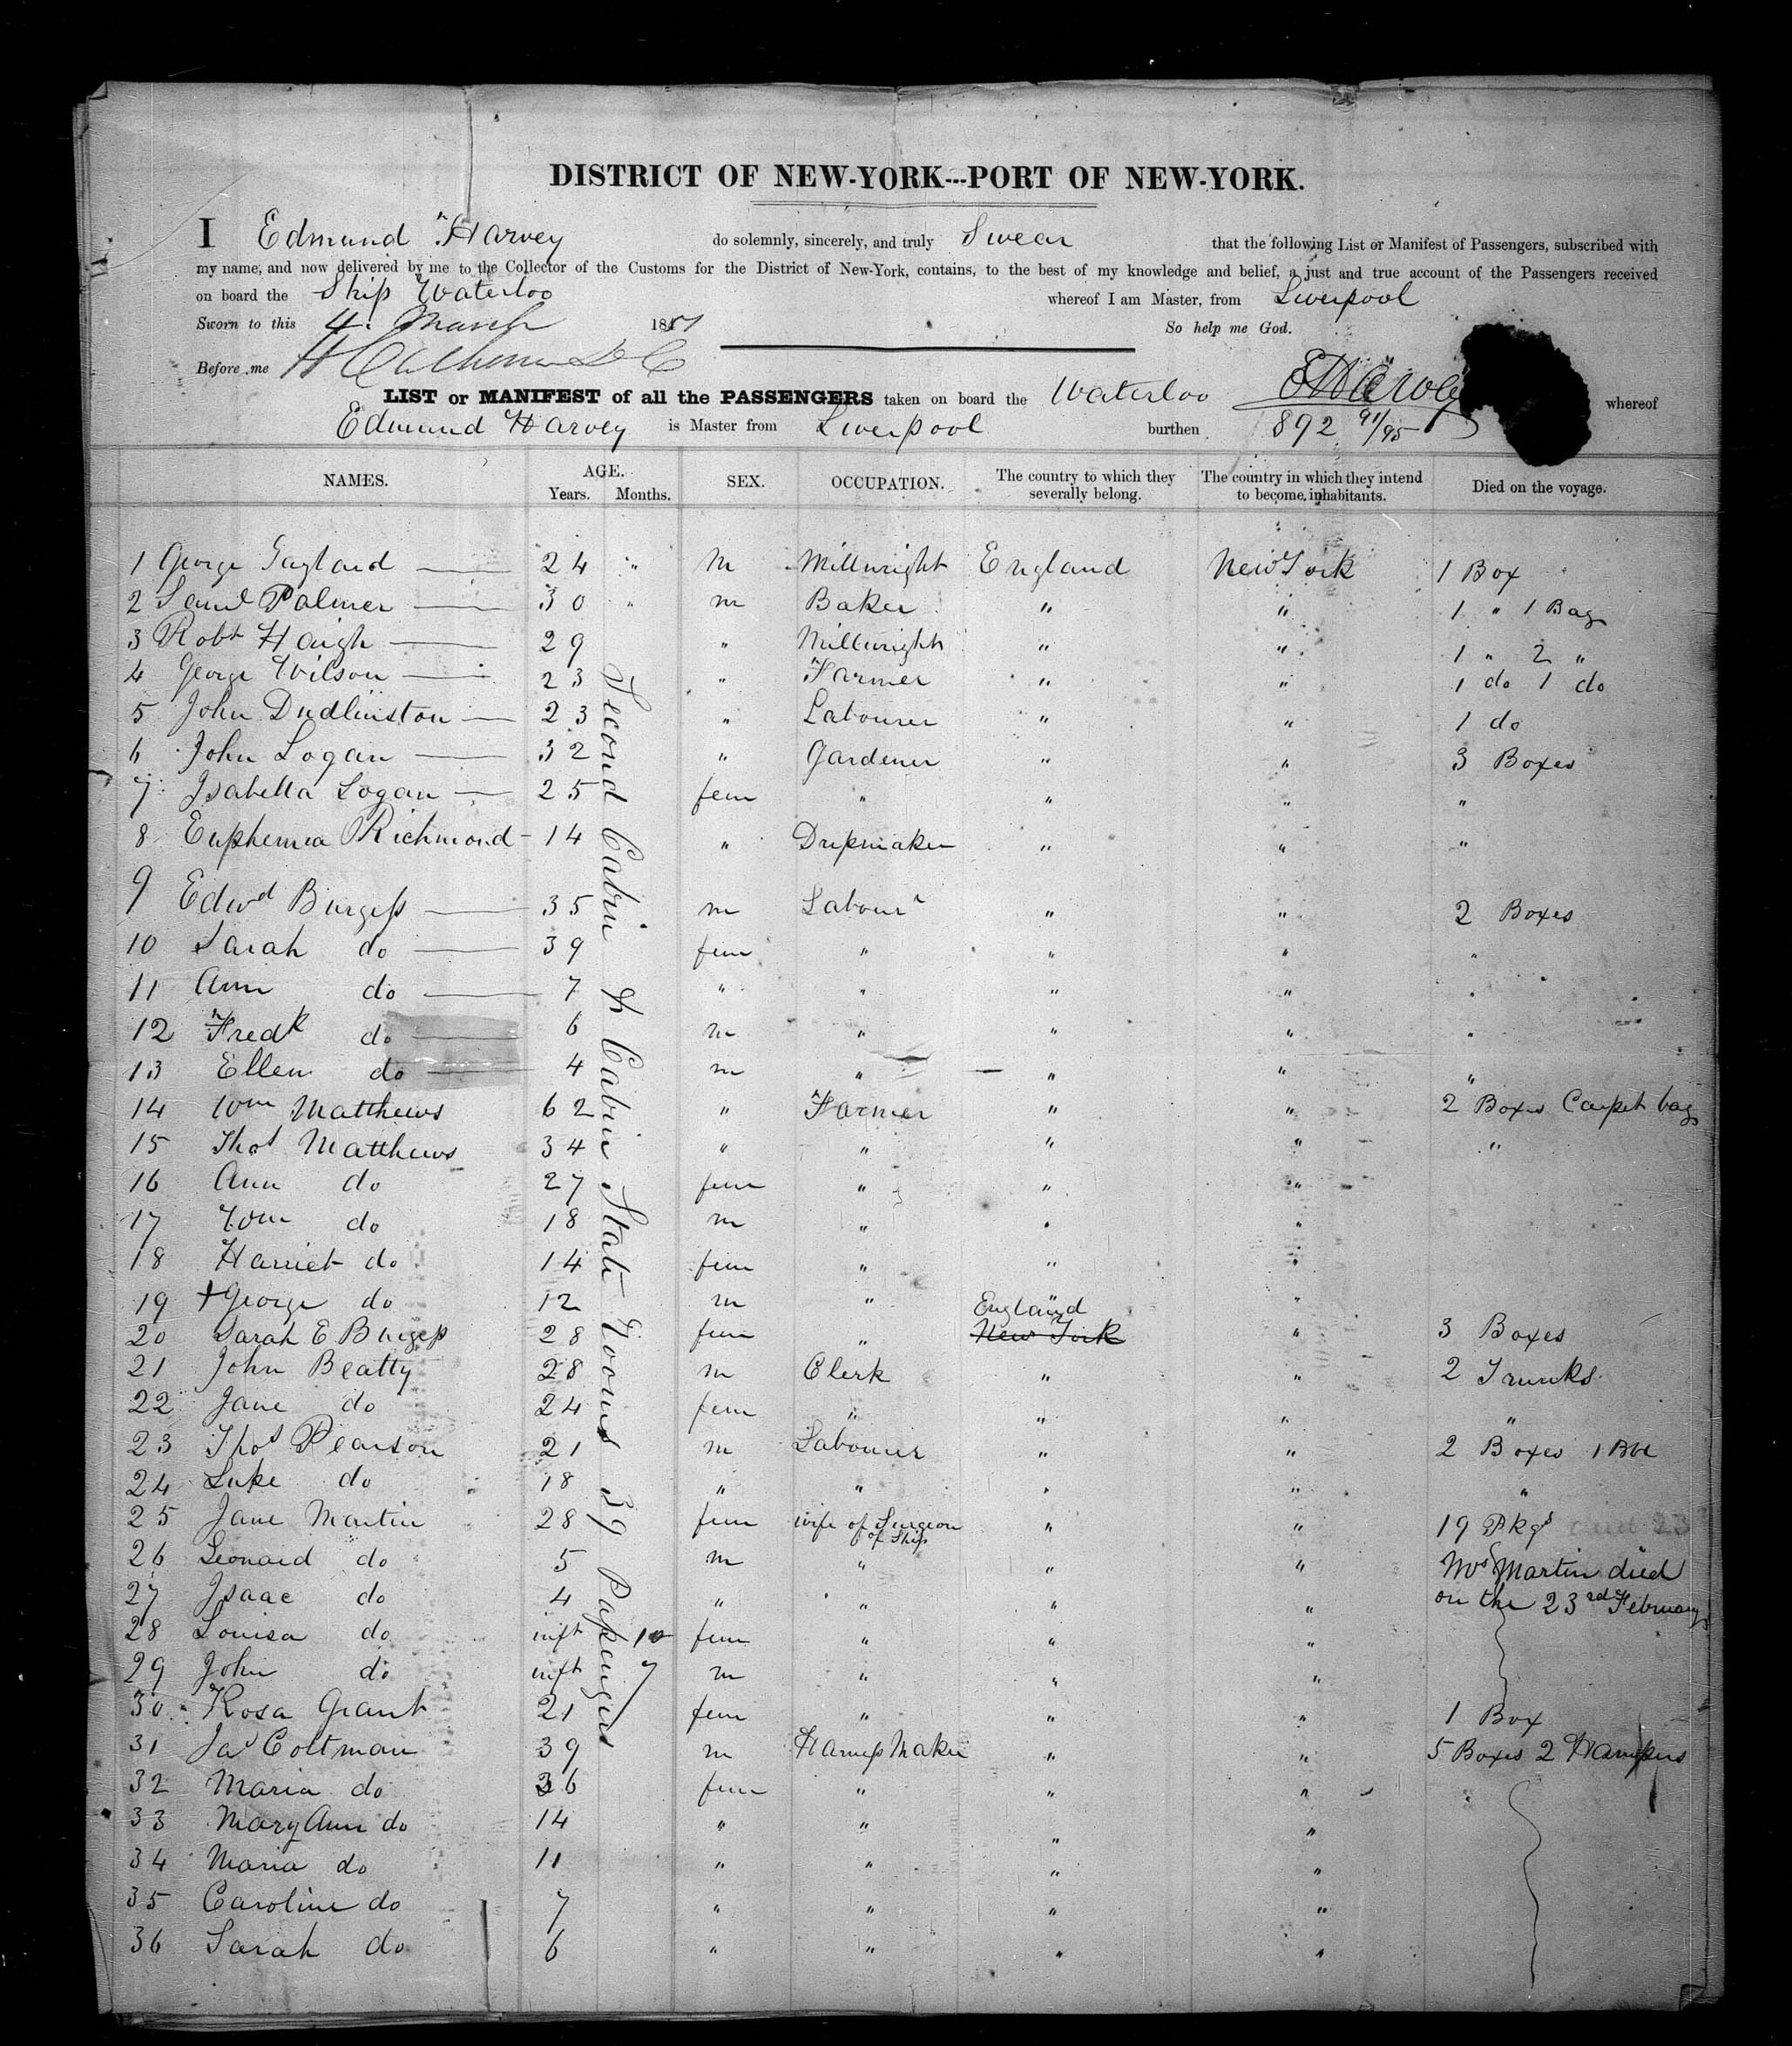 DISTRICT OF NEW-YORK---PORT OF NEW-YORK.
I Edmund Harvey do solemnly, sincerely, and truly Swear that the following List or Manifest of Passengers, subscribed with
my name, and now delivered by me to the Collector of the Customs for the District of New-York, contains, to the best of my knowledge and belief, a just and true account of the Passengers received
on board the Ship Waterloo whereof I am Master, from Liverpool
Sworn to this 4. March 1851 So help me God.
Before me
LIST or MANIFEST of all the PASSENGERS taken on board the Waterloo E Harvey whereof
Edmund Harvey is Master from Liverpool burthen 892 91/95
NAMES. AGE. SEX. OCCUPATION. The country to which they severally belong. The country in which they intend to become inhabitants. Died on the voyage.
Years. Months.
1 George 24 " m Millwright England New York 1 Box
2 Saml Palmer 30 " m Baker " " 1 " 1 Bag
3 Robt Haigh 29 " Millwright " " 1 " 2 "
4 George Wilson 23 " Farmer " " 1 do 1 do
5 John Dudlinston 23 " Labourer " " 1 do
6 John Logan 32 " Gardener " " 3 Boxes
7 Isabella Logan 25 fem " " " "
8 Euphemia Richmond 14 " Dressmaker " " "
9 Edwd Burgess 35 m Labourr " " 2 Boxes
10 Sarah do 39 fem " " " "
11 Ann do 7 " " " " "
12 Fredk do 6 m " " " "
13 Ellen do 4 m " " " "
14 Wm Matthews 62 " Farmer " " 2 Boxes Carpet bag
15 Thos Matthews 34 " " " " "
16 Ann do 27 fem " " "
17 Wm do 18 m " " "
18 Harriet do 14 fem " " "
19 + George do 12 m " " "
20 Sarah E Burgess 28 fem " England New York " 3 Boxes
21 John Beatty 28 m Clerk " " 2 Trunks
22 Jane do 24 fem " " " "
23 Thos Pearson 21 m Labourer " " 2 Boxes 1 Bbl
24 Luke do 18 " " " " "
25 Jane Martin 28 fem wife of Surgeon of Ship " " 19 Pkgs
26 Leonard do 5 m " " " Mrs Martin died
27 Isaac do 4 " " " " on the 23rd February
28 Louisa do inft 10 fem " " "
29 John do inft 7 m " " "
30 Rosa Grant 21 fem " " " 1 Box
31 Jas Coltman 39 m Harness Maker " " 5 Boxes 2 Hampers
32 Maria do 36 fem " " "
33 Mary Ann do 14 " " " "
34 Maria do 11 " " " "
35 Caroline do 7 " " " "
36 Sarah do 6 " " " "
Second Cabin & Cabin State Rooms 39 Passengers